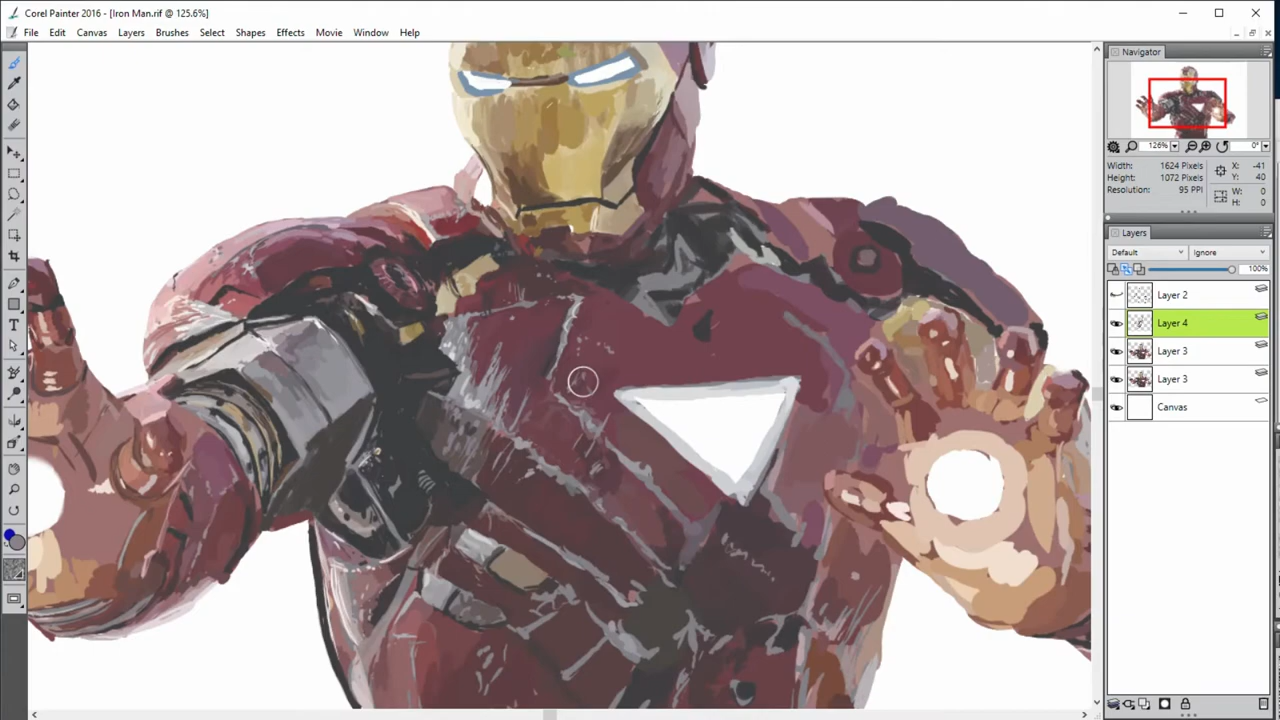 Corel Painter 2016 - [Iron Man.rif @ 125.6%]
File Edit Canvas Layers Brushes Select Shapes Effects Movie Window Help
Navigator
126%
0°
Width: 1624 Pixels
Height: 1072 Pixels
Resolution: 95 PPI
X: -41
Y: 40
W: 0
H: 0
Layers
Default
Ignore
100%
Layer 2
Layer 4
Layer 3
Layer 3
Canvas